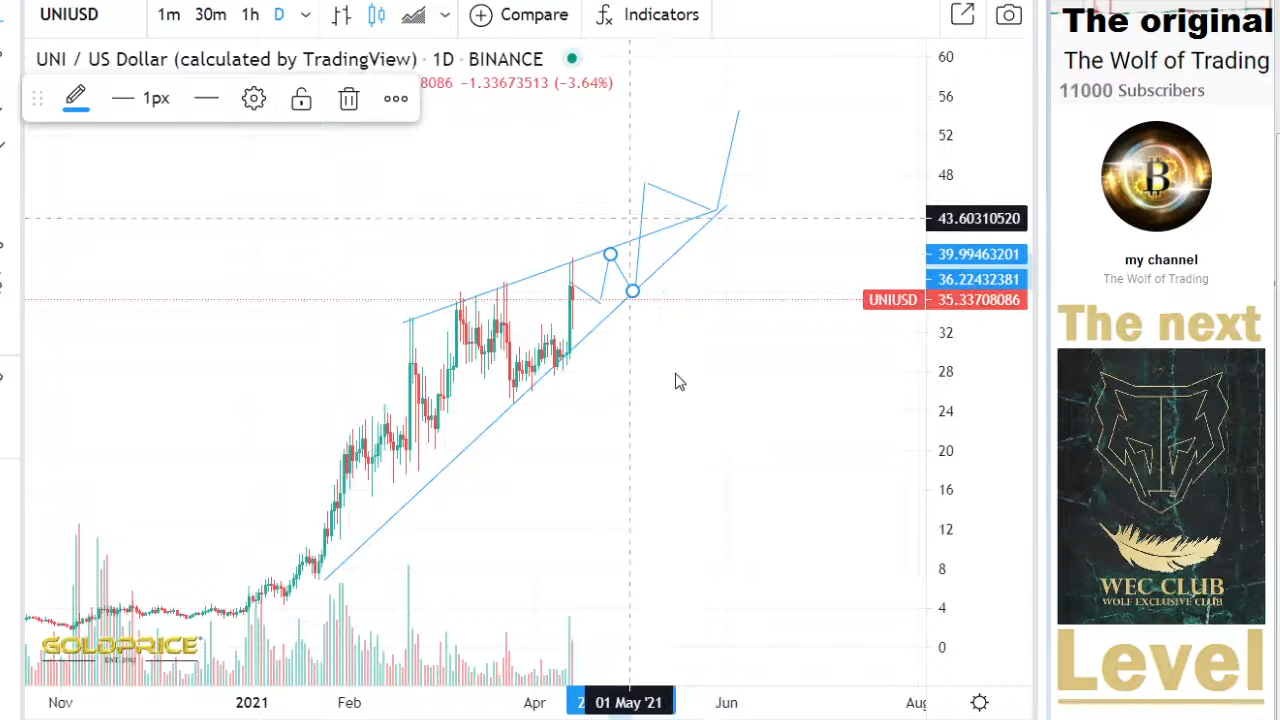 UNIUSD 1m 30m 1h D Compare Indicators
UNI / US Dollar (calculated by TradingView) · 1D · BINANCE
8086 −1.33673513 (−3.64%)
1px
60
56
52
48
43.60310520
39.99463201
36.22432381
UNIUSD 35.33708086
32
28
24
20
16
12
8
4
0
GOLDPRICE
EST. 2002
Nov 2021 Feb Apr 2 01 May '21 Jun Aug
The original
The Wolf of Trading
11000 Subscribers
B
my channel
The Wolf of Trading
The next
WEC CLUB
WOLF EXCLUSIVE CLUB
Level